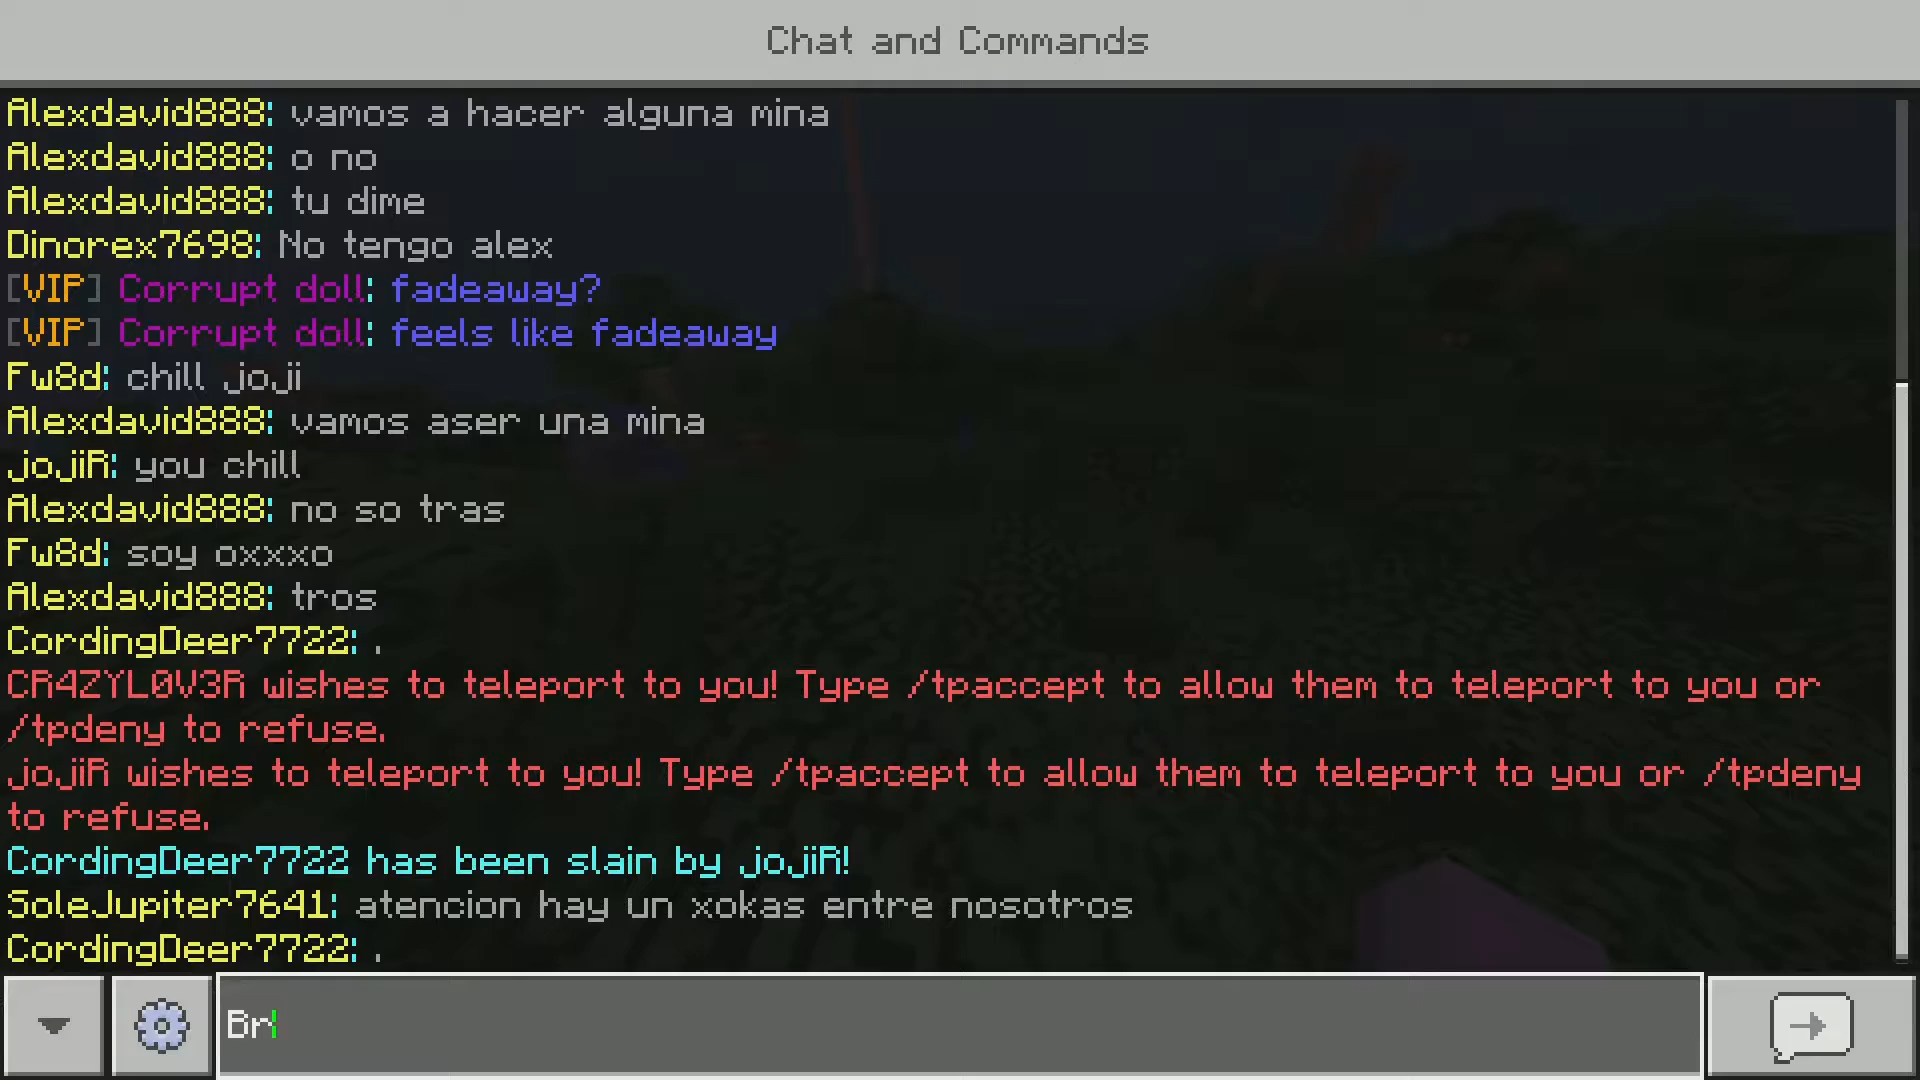 Chat and Commands
Alexdavid888: vamos a hacer alguna mina
Alexdavid888: o no
Alexdavid888: tu dime
Dinorex7698: No tengo alex
[VIP] Corrupt doll: fadeaway?
[VIP] Corrupt doll: feels like fadeaway
Fw8d: chill joji
Alexdavid888: vamos aser una mina
jojiR: you chill
Alexdavid888: no so tras
Fw8d: soy oxxxo
Alexdavid888: tros
CordingDeer7722: .
CR4ZYL0V3R wishes to teleport to you! Type /tpaccept to allow them to teleport to you or
/tpdeny to refuse.
jojiR wishes to teleport to you! Type /tpaccept to allow them to teleport to you or /tpdeny
to refuse.
CordingDeer7722 has been slain by jojiR!
SoleJupiter7641: atencion hay un xokas entre nosotros
CordingDeer7722: .
Br